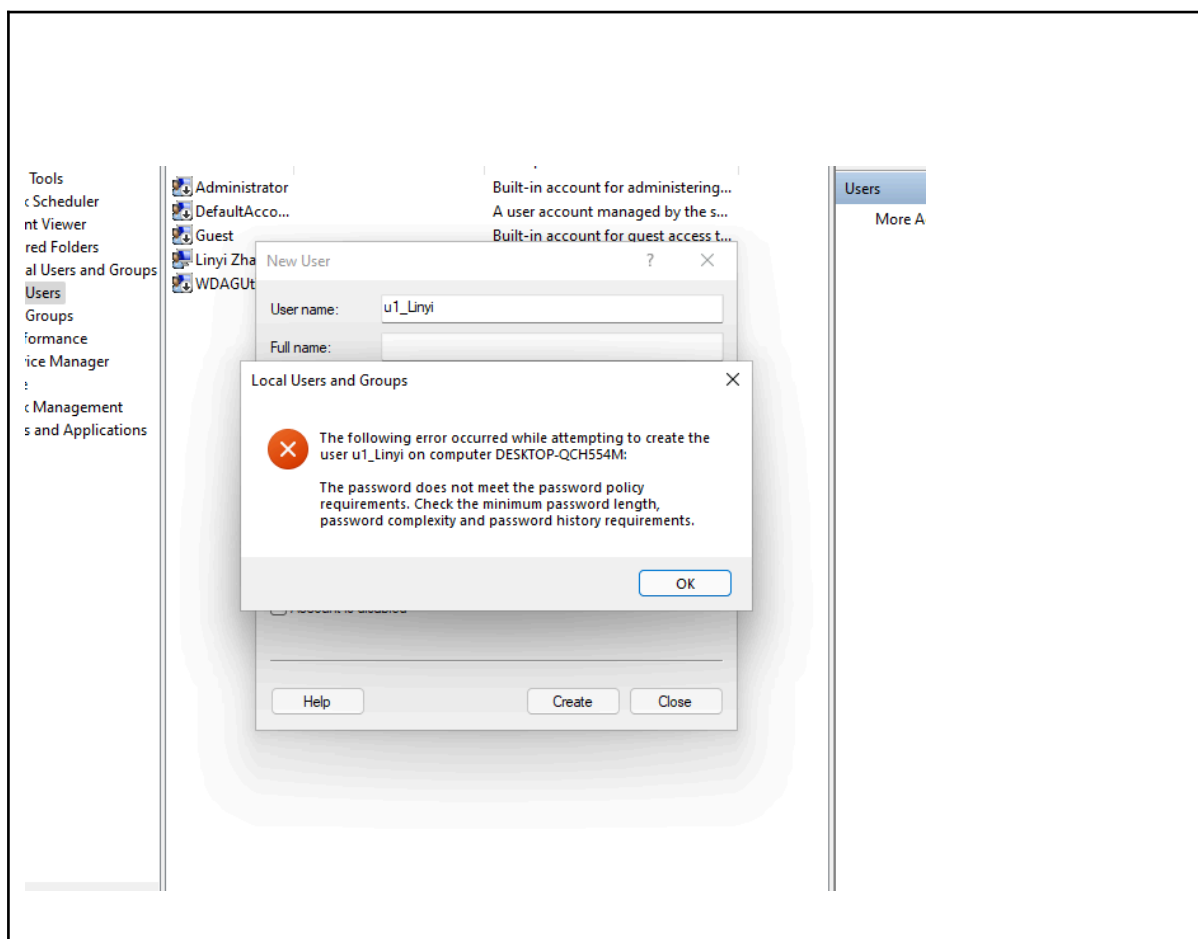 Tools
Scheduler
nt Viewer
red Folders
al Users and Groups
Users
Groups
formance
ice Manager
Management
s and Applications
Administrator Built-in account for administering...
DefaultAcco... A user account managed by the s...
Guest Built-in account for guest access t...
Linyi Zha
WDAGUt
Users
More A
New User ? ×
User name: u1_Linyi
Full name:
Local Users and Groups
The following error occurred while attempting to create the
user u1_Linyi on computer DESKTOP-QCH554M:
The password does not meet the password policy
requirements. Check the minimum password length,
password complexity and password history requirements.
OK
Account is disabled
Help Create Close